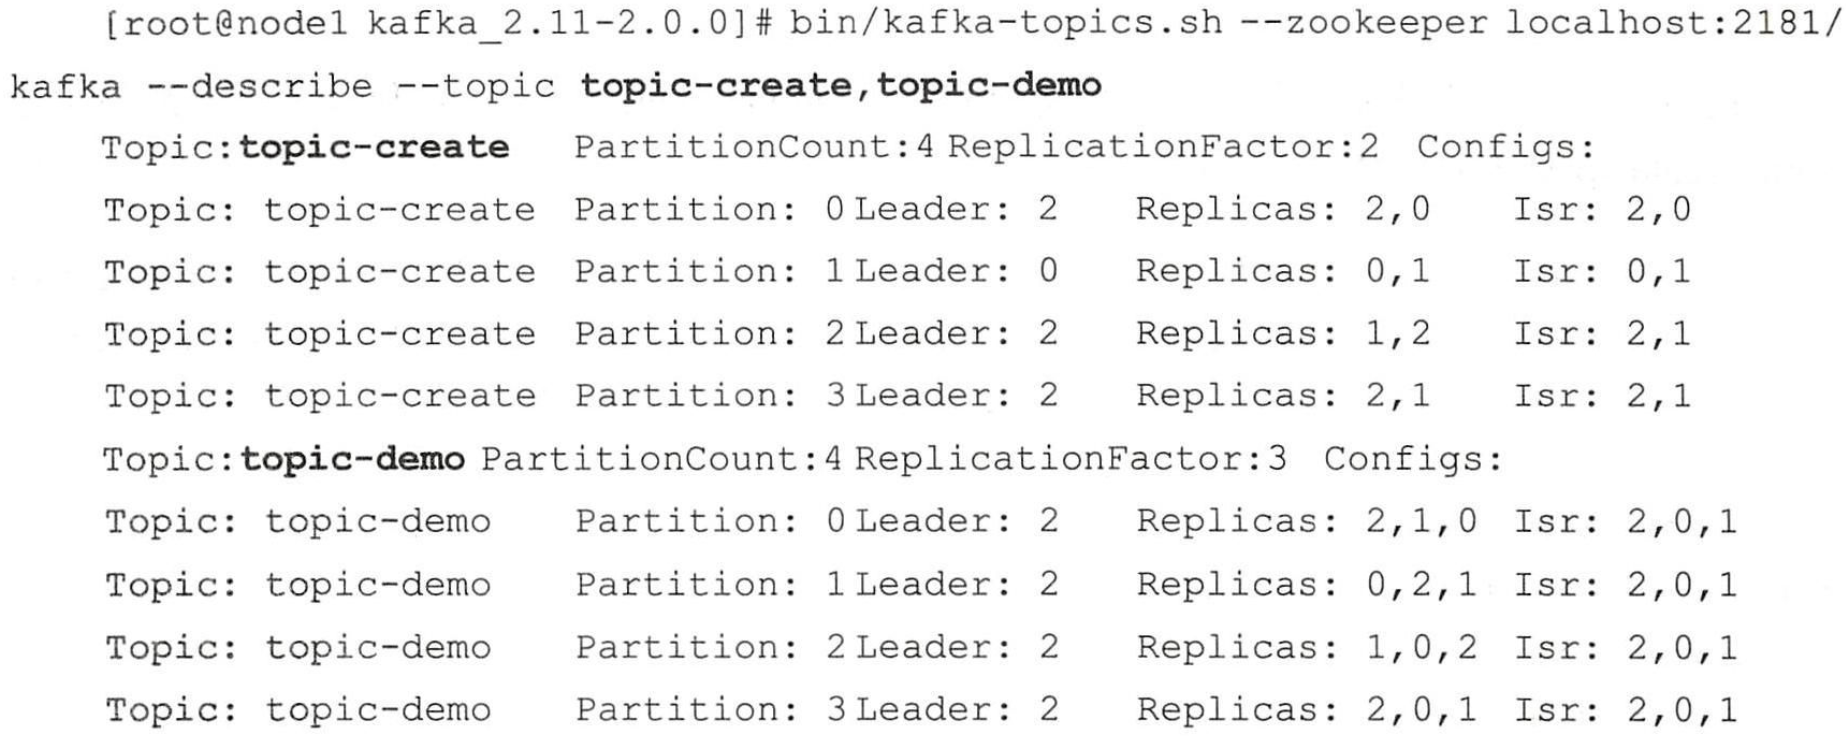 [root@node1 kafka_2.11-2.0.0]# bin/kafka-topics.sh --zookeeper localhost:2181/
kafka --describe --topic topic-create,topic-demo
Topic:topic-create PartitionCount:4 ReplicationFactor:2 Configs:
Topic: topic-create Partition: 0 Leader: 2 Replicas: 2,0 Isr: 2,0
Topic: topic-create Partition: 1 Leader: 0 Replicas: 0,1 Isr: 0,1
Topic: topic-create Partition: 2 Leader: 2 Replicas: 1,2 Isr: 2,1
Topic: topic-create Partition: 3 Leader: 2 Replicas: 2,1 Isr: 2,1
Topic:topic-demo PartitionCount:4 ReplicationFactor:3 Configs:
Topic: topic-demo Partition: 0 Leader: 2 Replicas: 2,1,0 Isr: 2,0,1
Topic: topic-demo Partition: 1 Leader: 2 Replicas: 0,2,1 Isr: 2,0,1
Topic: topic-demo Partition: 2 Leader: 2 Replicas: 1,0,2 Isr: 2,0,1
Topic: topic-demo Partition: 3 Leader: 2 Replicas: 2,0,1 Isr: 2,0,1